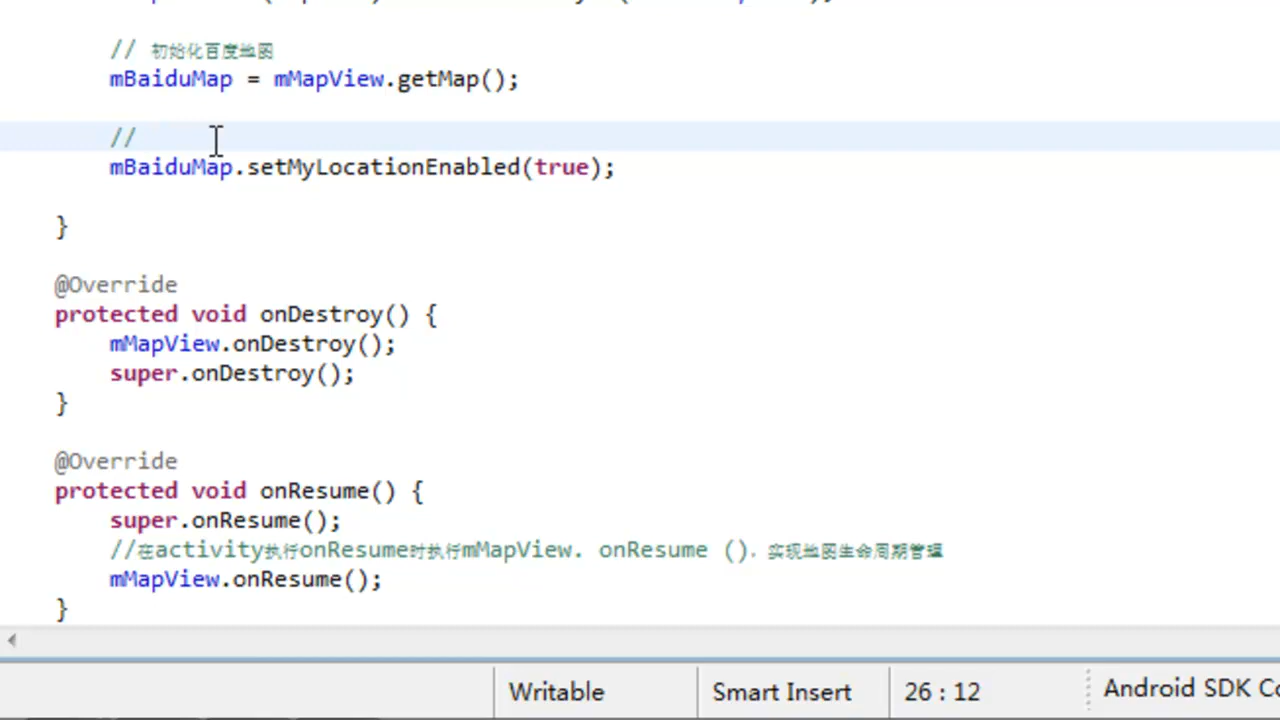 // 初始化百度地图
mBaiduMap = mMapView.getMap();
//
mBaiduMap.setMyLocationEnabled(true);
}
@Override
protected void onDestroy() {
mMapView.onDestroy();
super.onDestroy();
}
@Override
protected void onResume() {
super.onResume();
//在activity执行onResume时执行mMapView. onResume ()，实现地图生命周期管理
mMapView.onResume();
}
Writable
Smart Insert
26 : 12
Android SDK